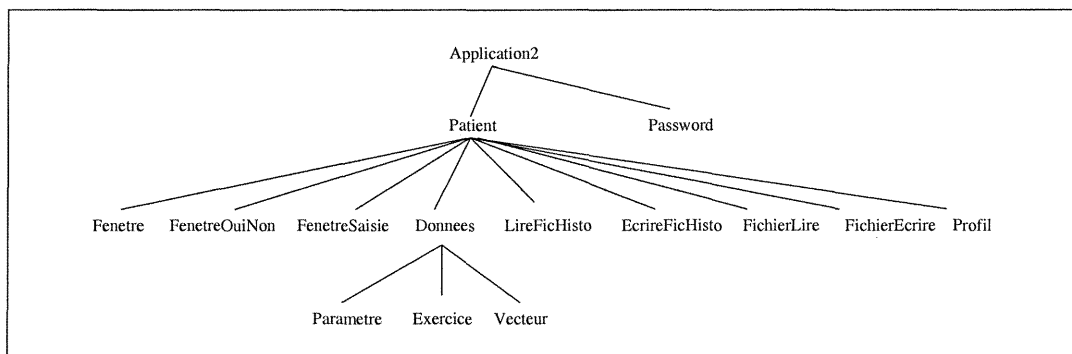 Application2
Patient Password
Fenetre FenetreOuiNon FenetreSaisie Donnees LireFicHisto EcrireFicHisto FichierLire FichierEcrire Profil
Parametre Exercice Vecteur